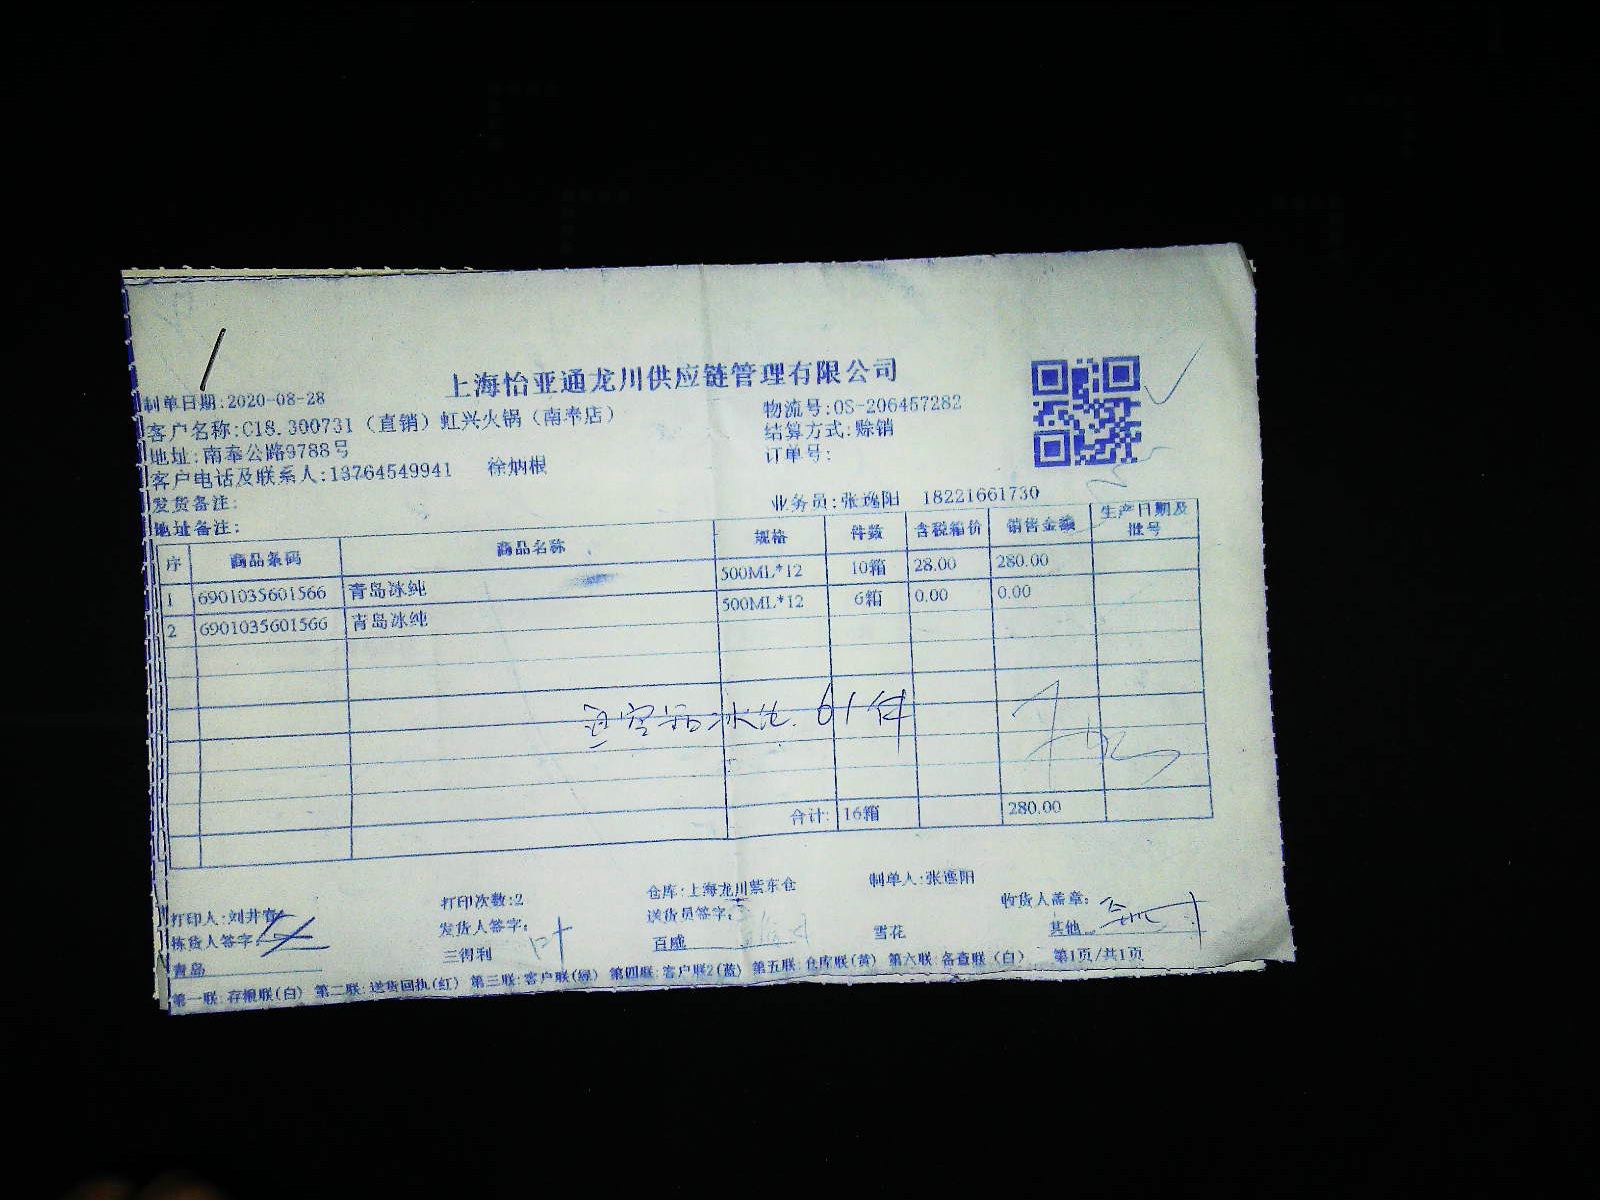 上海怡亚通龙川供应链管理有限公司
制单日期:2020-08-28
客户名称:C18.300731（直销）虹兴火锅（南奉店）
物流号:OS-206457282
地址:南奉公路9788号
结算方式:赊销
客户电话及联系人:13764549941 徐炳根
订单号:
发货备注:
业务员:张逸阳 18221661730
地址备注:
序 商品条码 商品名称 规格 件数 含税箱价 销售金额 生产日期及批号
1 6901035601566 青岛冰纯 500ML*12 10箱 28.00 280.00
2 6901035601566 青岛冰纯 500ML*12 6箱 0.00 0.00
61件
合计: 16箱 280.00
打印人:刘井
打印次数:2
仓库:上海龙川紫东仓
制单人:张逸阳
收货人盖章:
拣货人签字:
发货人签字: 叶
送货员签字:
青岛 三得利 百威 雪花 其他
第一联:存根联(白) 第二联:送货回执(红) 第三联:客户联(绿) 第四联:客户联2(蓝) 第五联:仓库联(黄) 第六联:备查联(白) 第1页/共1页